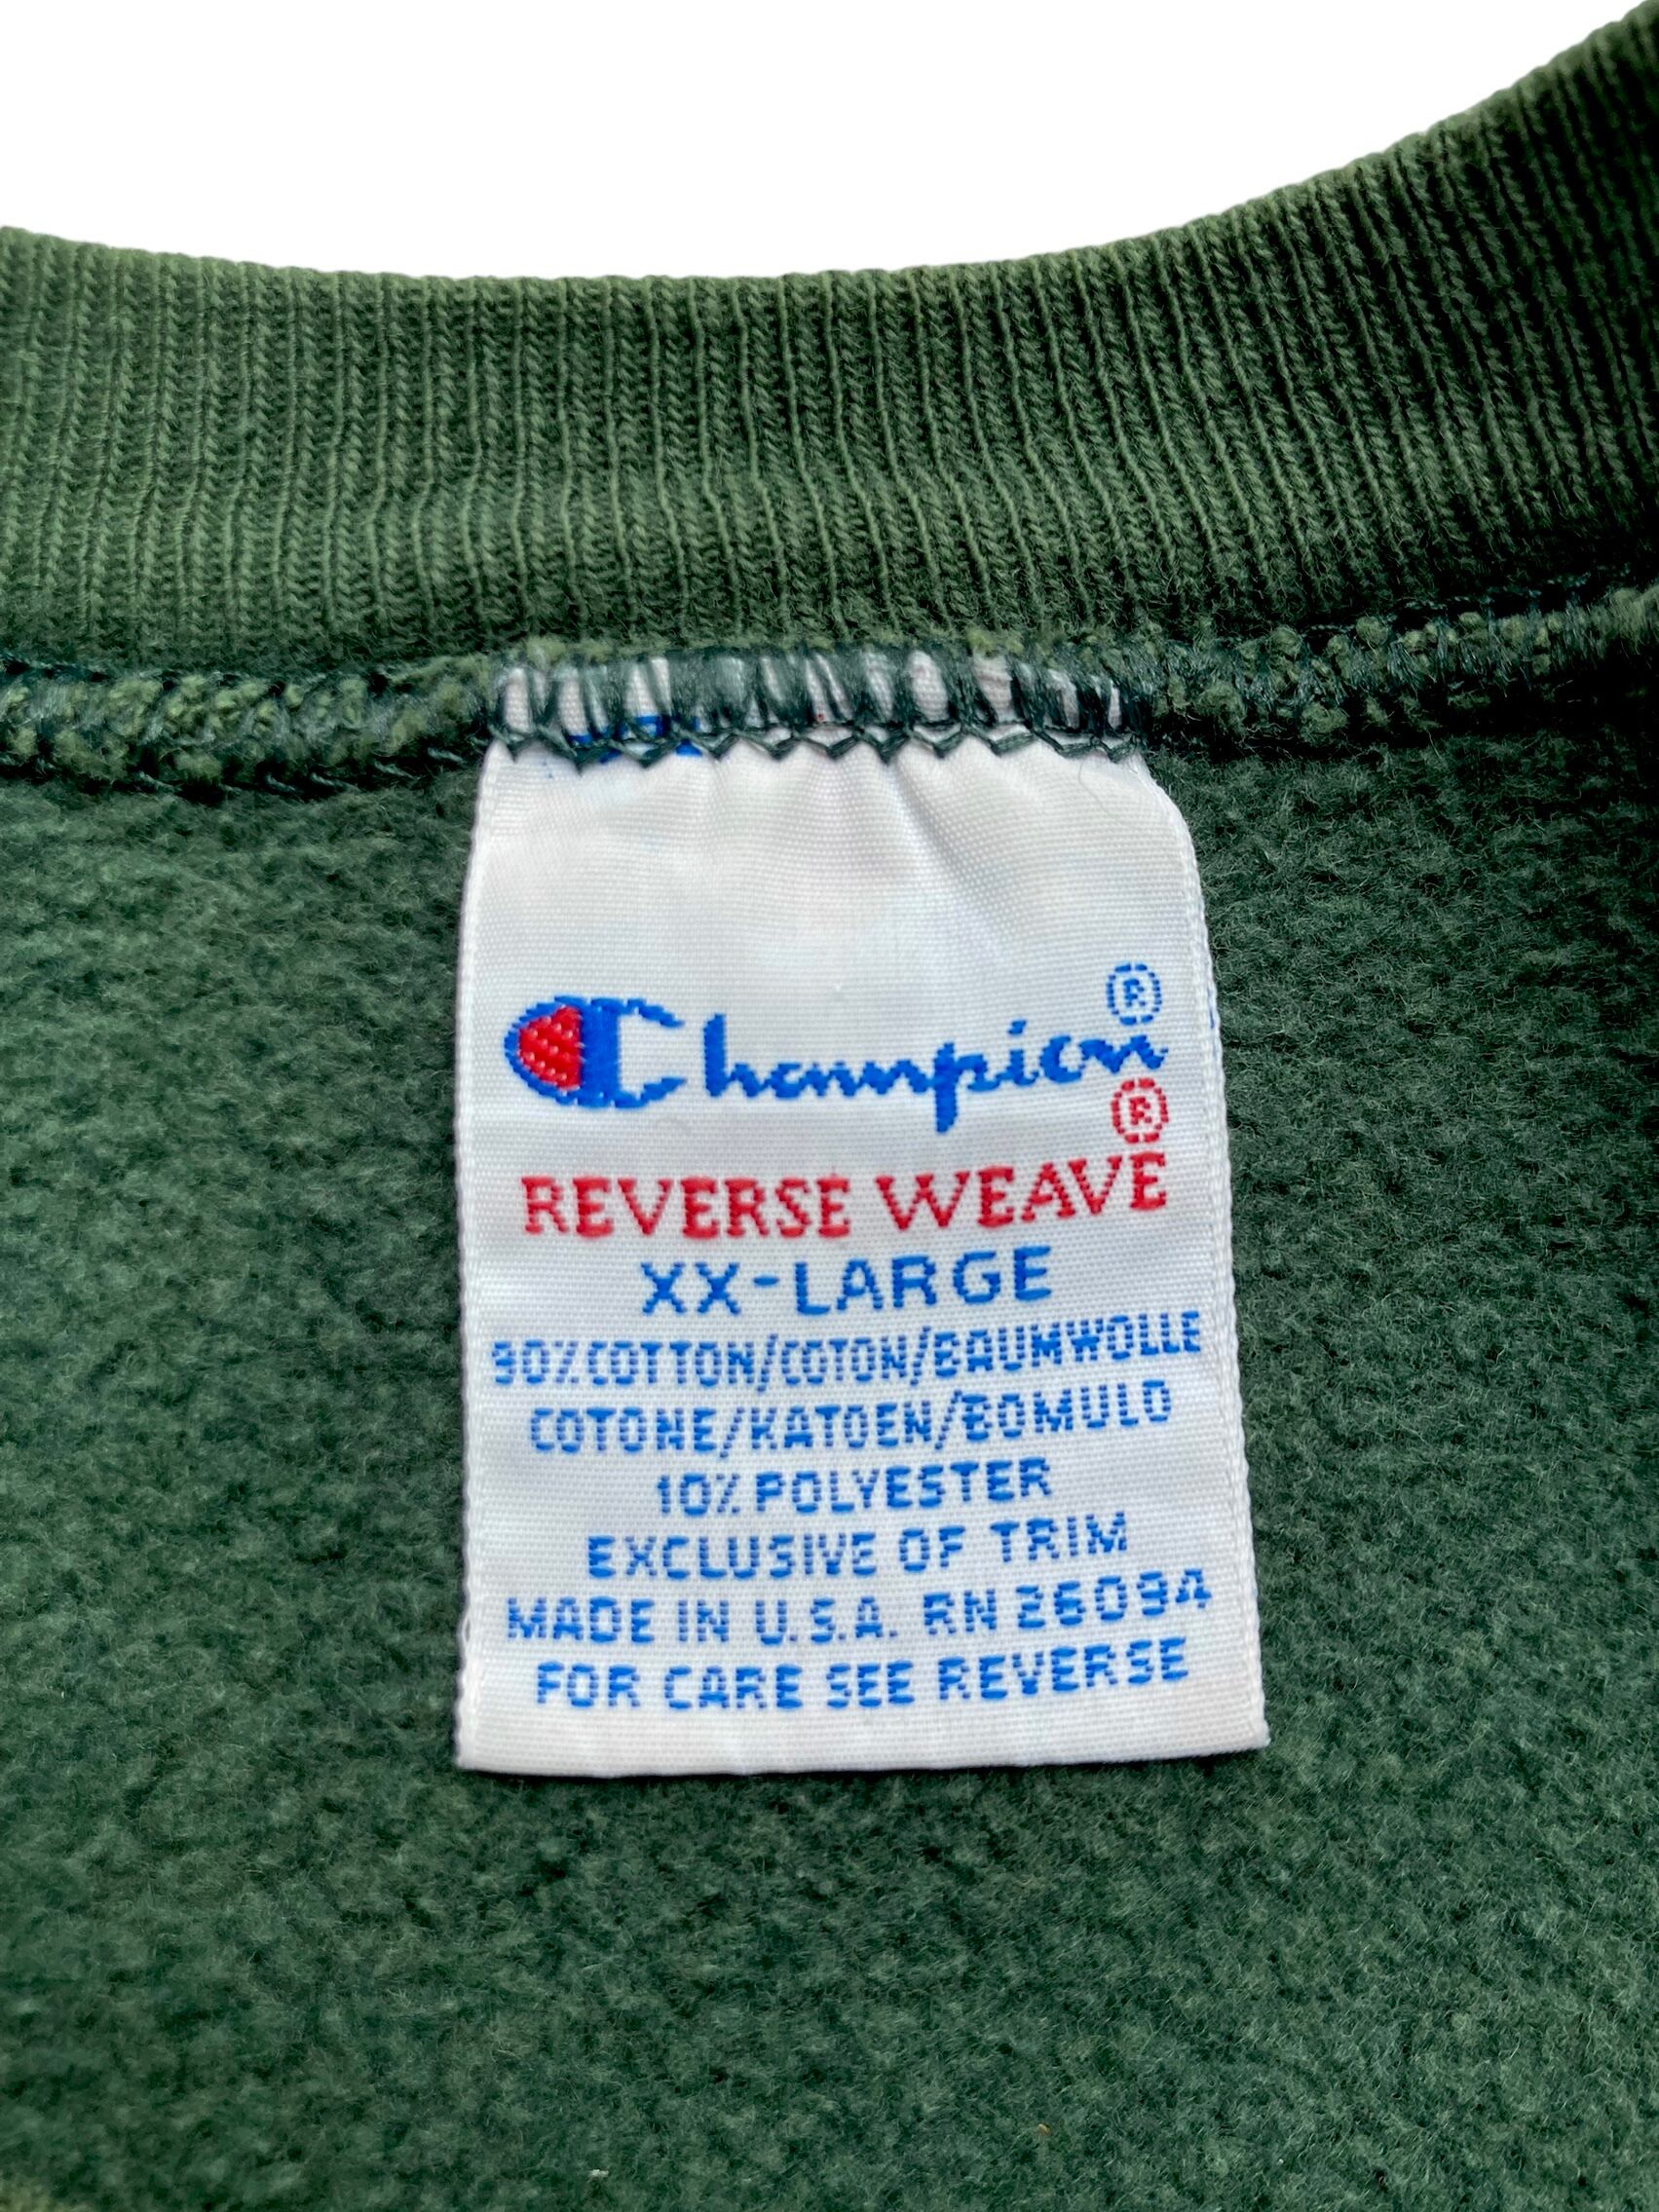 Champion®
REVERSE WEAVE®
XX-LARGE
90% COTTON/COTON/BAUMWOLLE
COTONE/KATOEN/BOMULD
10% POLYESTER
EXCLUSIVE OF TRIM
MADE IN U.S.A. RN 26094
FOR CARE SEE REVERSE